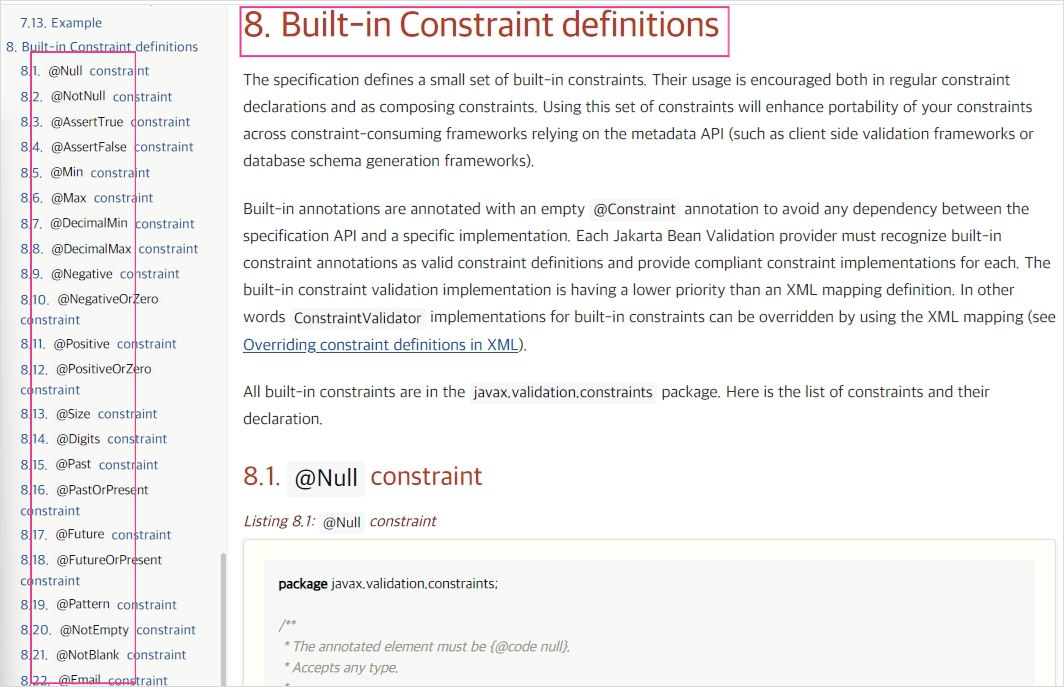 7.13. Example
8. Built-in Constraint definitions
8.1. @Null constraint
8.2. @NotNull constraint
8.3. @AssertTrue constraint
8.4. @AssertFalse constraint
8.5. @Min constraint
8.6. @Max constraint
8.7. @DecimalMin constraint
8.8. @DecimalMax constraint
8.9. @Negative constraint
8.10. @NegativeOrZero
constraint
8.11. @Positive constraint
8.12. @PositiveOrZero
constraint
8.13. @Size constraint
8.14. @Digits constraint
8.15. @Past constraint
8.16. @PastOrPresent
constraint
8.17. @Future constraint
8.18. @FutureOrPresent
constraint
8.19. @Pattern constraint
8.20. @NotEmpty constraint
8.21. @NotBlank constraint
8.22. @Email constraint
8. Built-in Constraint definitions
The specification defines a small set of built-in constraints. Their usage is encouraged both in regular constraint
declarations and as composing constraints. Using this set of constraints will enhance portability of your constraints
across constraint-consuming frameworks relying on the metadata API (such as client side validation frameworks or
database schema generation frameworks).
Built-in annotations are annotated with an empty @Constraint annotation to avoid any dependency between the
specification API and a specific implementation. Each Jakarta Bean Validation provider must recognize built-in
constraint annotations as valid constraint definitions and provide compliant constraint implementations for each. The
built-in constraint validation implementation is having a lower priority than an XML mapping definition. In other
words ConstraintValidator implementations for built-in constraints can be overridden by using the XML mapping (see
Overriding constraint definitions in XML).
All built-in constraints are in the javax.validation.constraints package. Here is the list of constraints and their
declaration.
8.1. @Null constraint
Listing 8.1: @Null constraint
package javax.validation.constraints;
/**
* The annotated element must be {@code null}.
* Accepts any type.
*